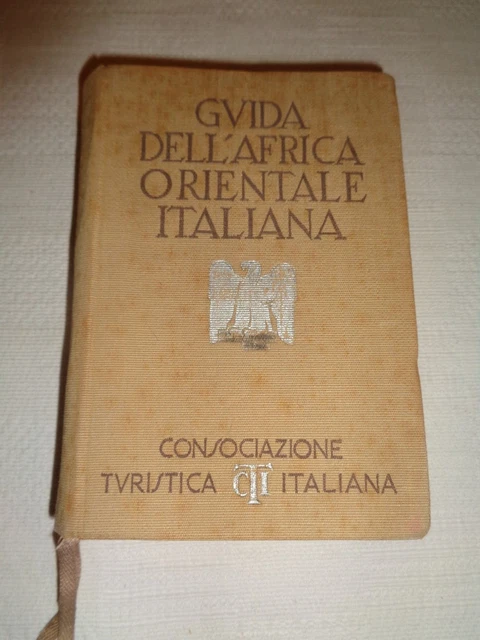 GVIDA
DELL'AFRICA
ORIENTALE
ITALIANA
CONSOCIAZIONE
TVRISTICA CTI ITALIANA